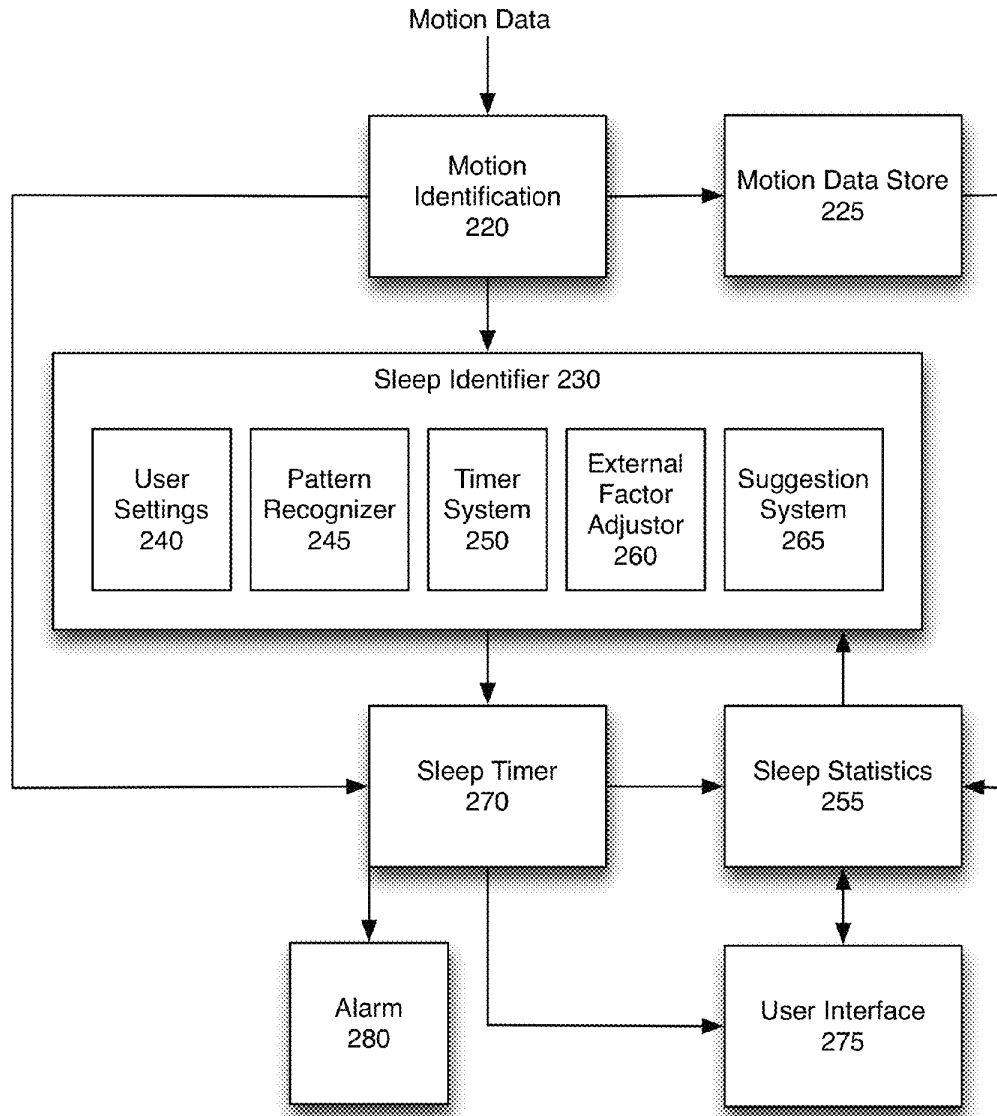 Motion Data
Motion
Identification
220
Motion Data Store
225
Sleep Identifier 230
User
Settings
240
Pattern
Recognizer
245
Timer
System
250
External
Factor
Adjustor
260
Suggestion
System
265
Sleep Timer
270
Sleep Statistics
255
Alarm
280
User Interface
275